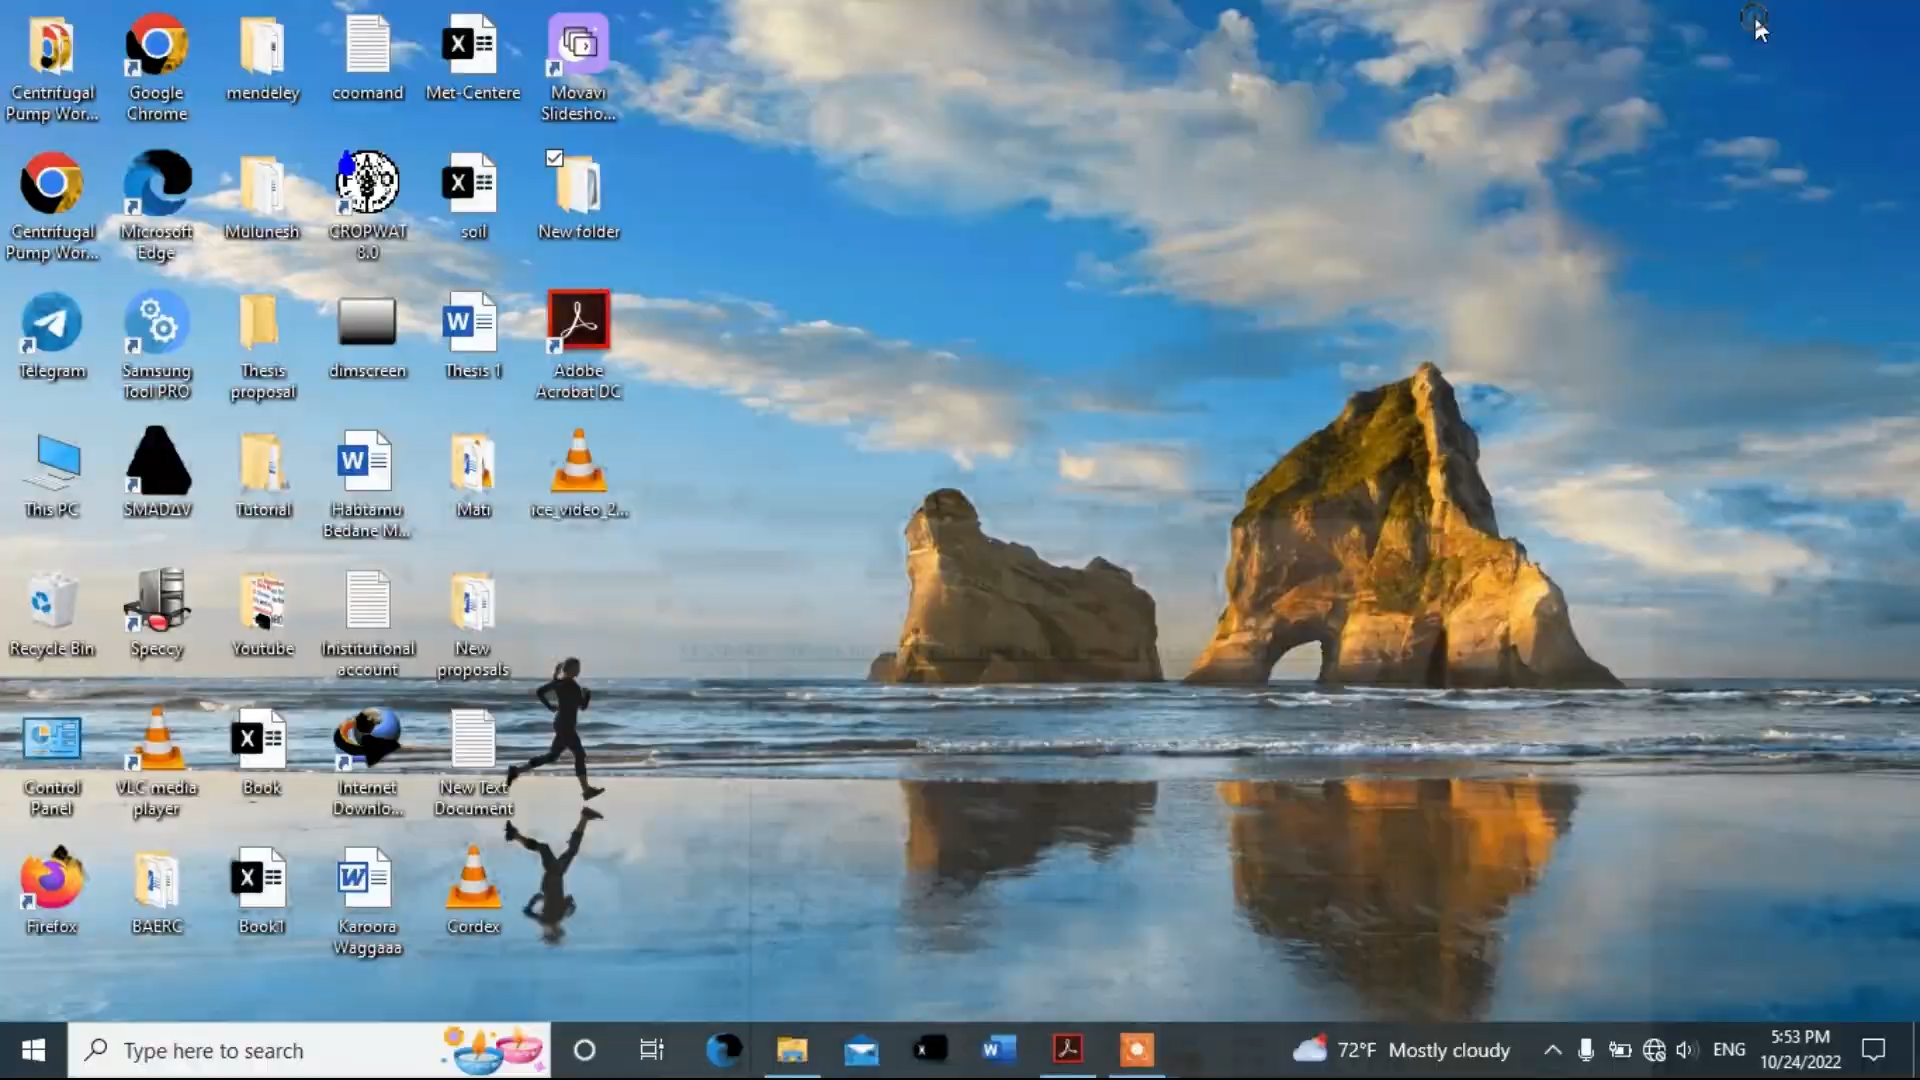 Centrifugal
Pump Wor...
Google
Chrome
mendeley
coomand
Met-Centere
Movavi
Slidesho...
Centrifugal
Pump Wor...
Microsoft
Edge
Mulunesh
CROPWAT
8.0
soil
New folder
Telegram
Samsung
Tool PRO
Thesis
proposal
dimscreen
Thesis 1
Adobe
Acrobat DC
This PC
SMADΔV
Tutorial
Habtamu
Bedane M...
Mati
ice_video_2...
Recycle Bin
Speccy
Youtube
Inistitutional
account
New
proposals
Control
Panel
VLC media
player
Book
Internet
Downlo...
New Text
Document
Firefox
BAERC
Book1
Karoora
Waggaaa
Cordex
Type here to search
72°F Mostly cloudy
ENG
5:53 PM
10/24/2022